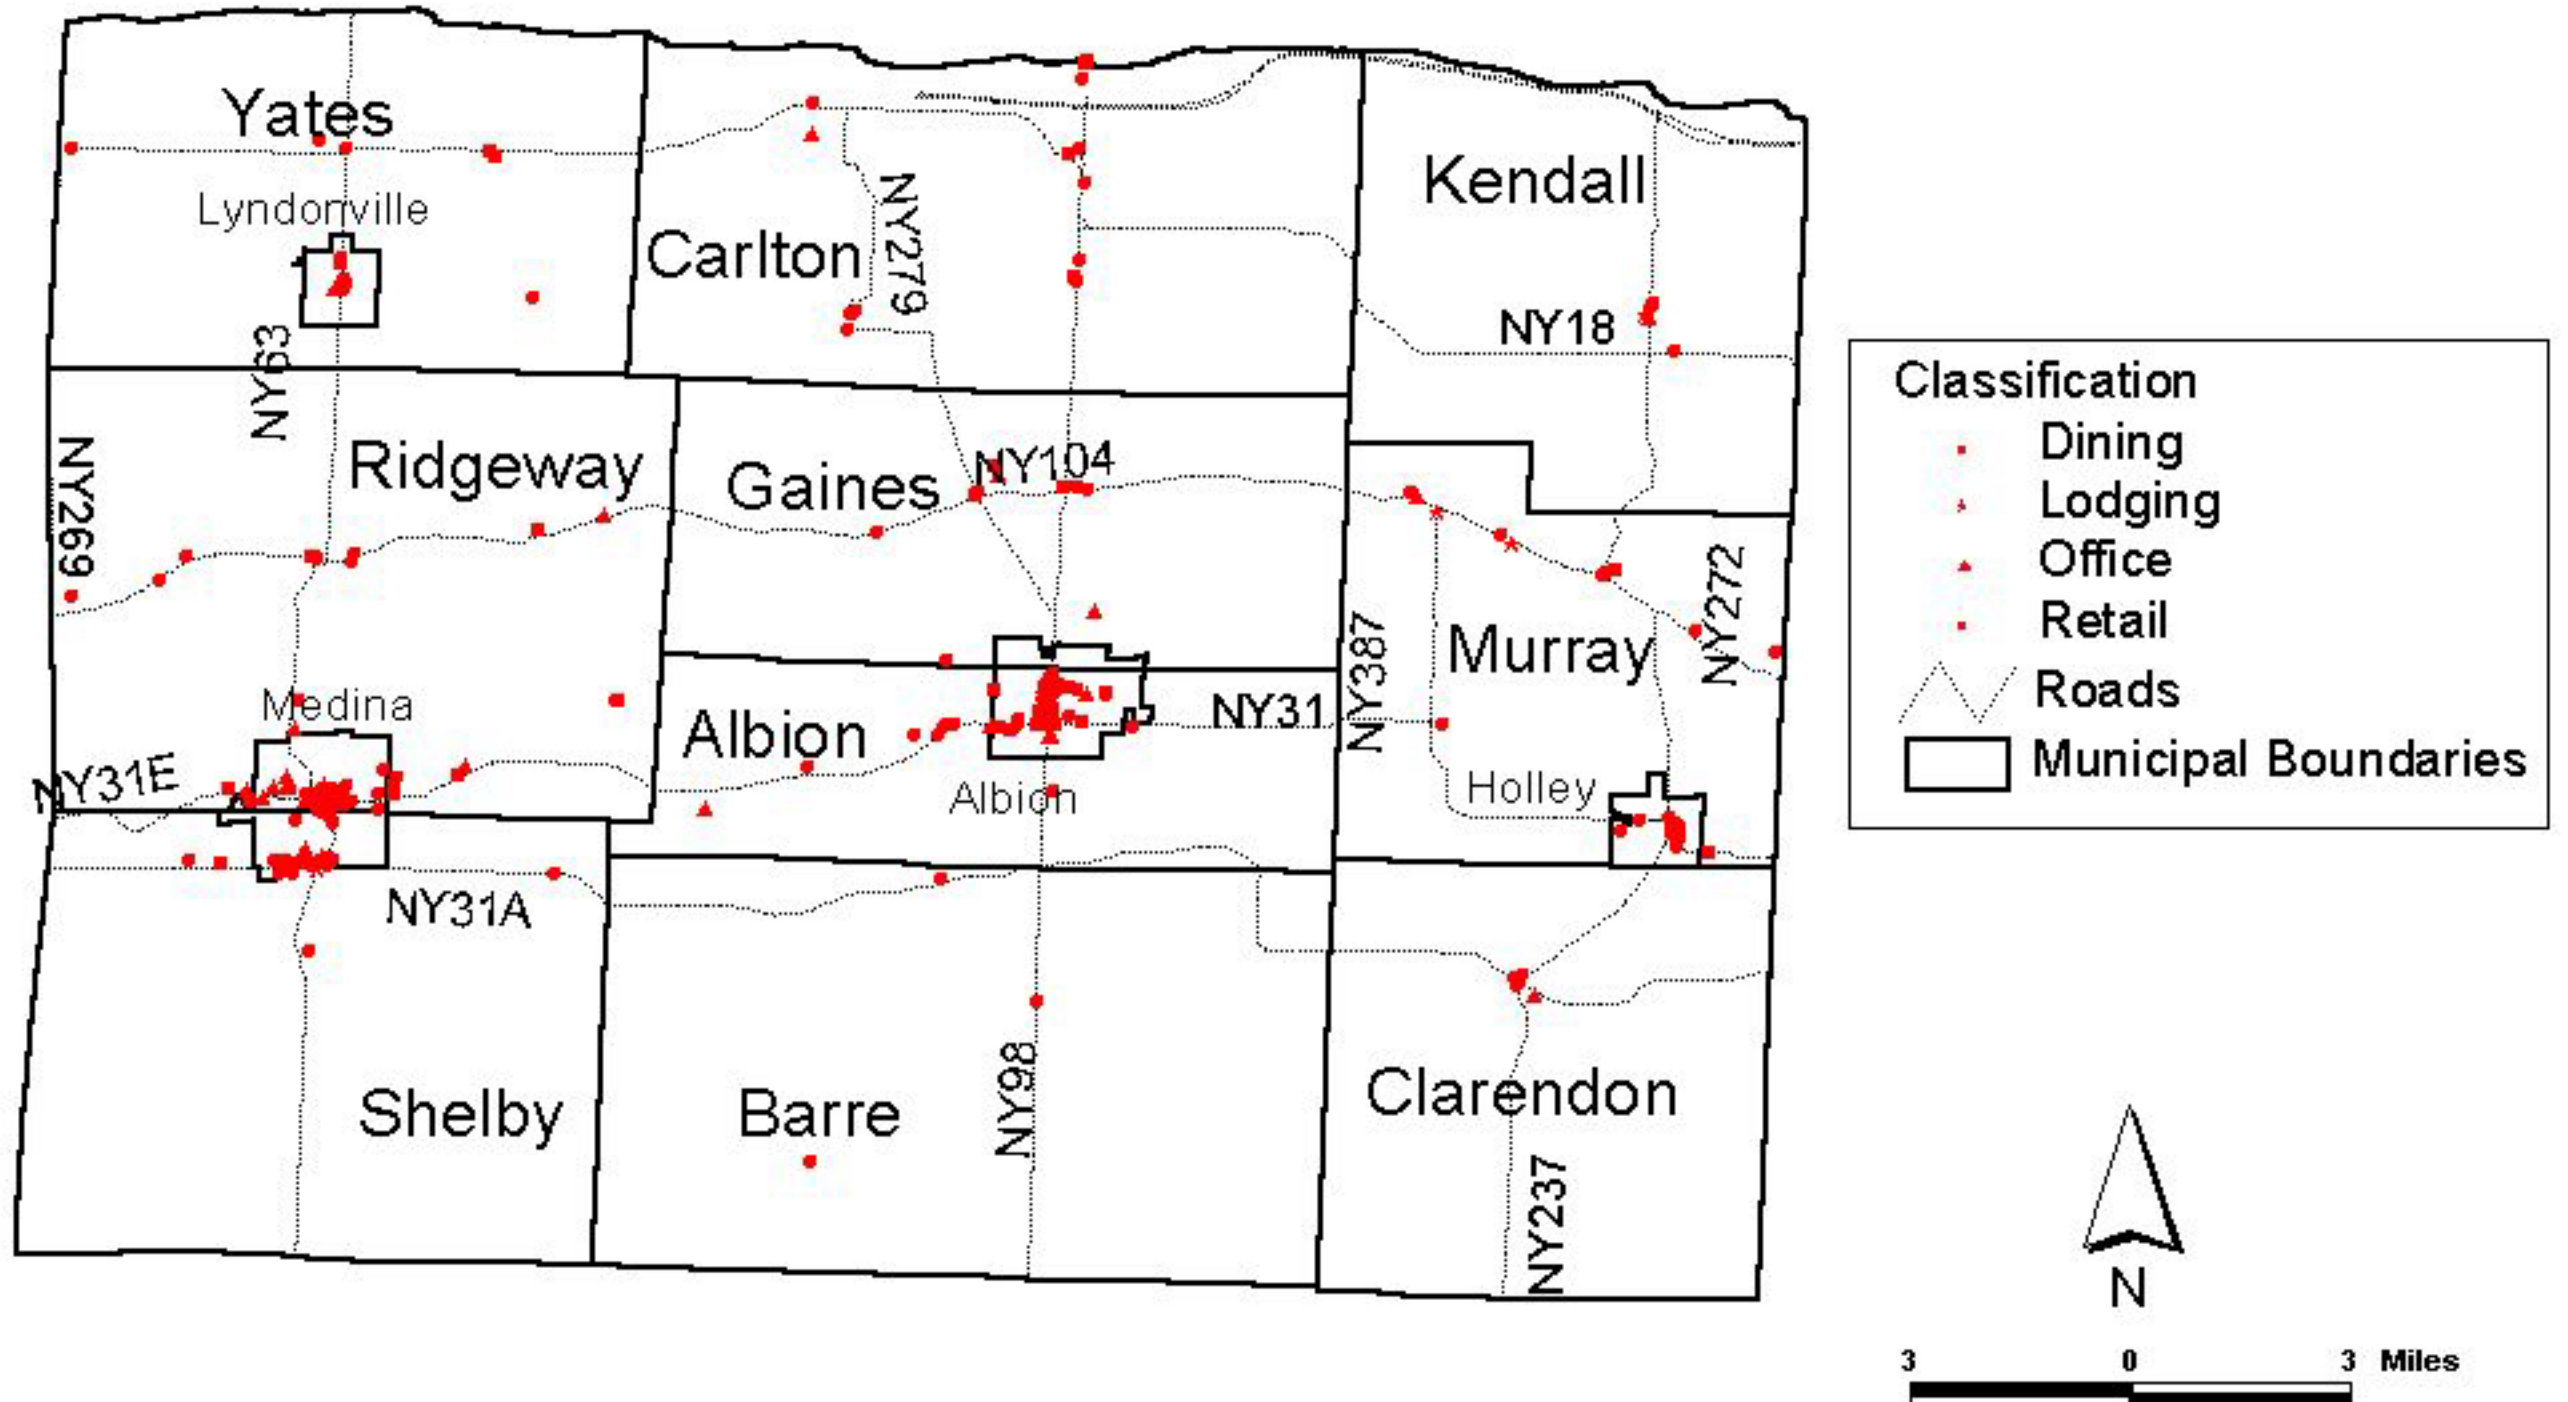 Yates
Lyndonville
NY63
Carlton
NY279
Kendall
NY18
NY269
Ridgeway
Gaines
NY104
Medina
NY31E
Albion
Albion
NY31
NY387
Murray
NY272
Holley
NY31A
Shelby
Barre
NY98
Clarendon
NY237
Classification
Dining
Lodging
Office
Retail
Roads
Municipal Boundaries
N
3 0 3 Miles